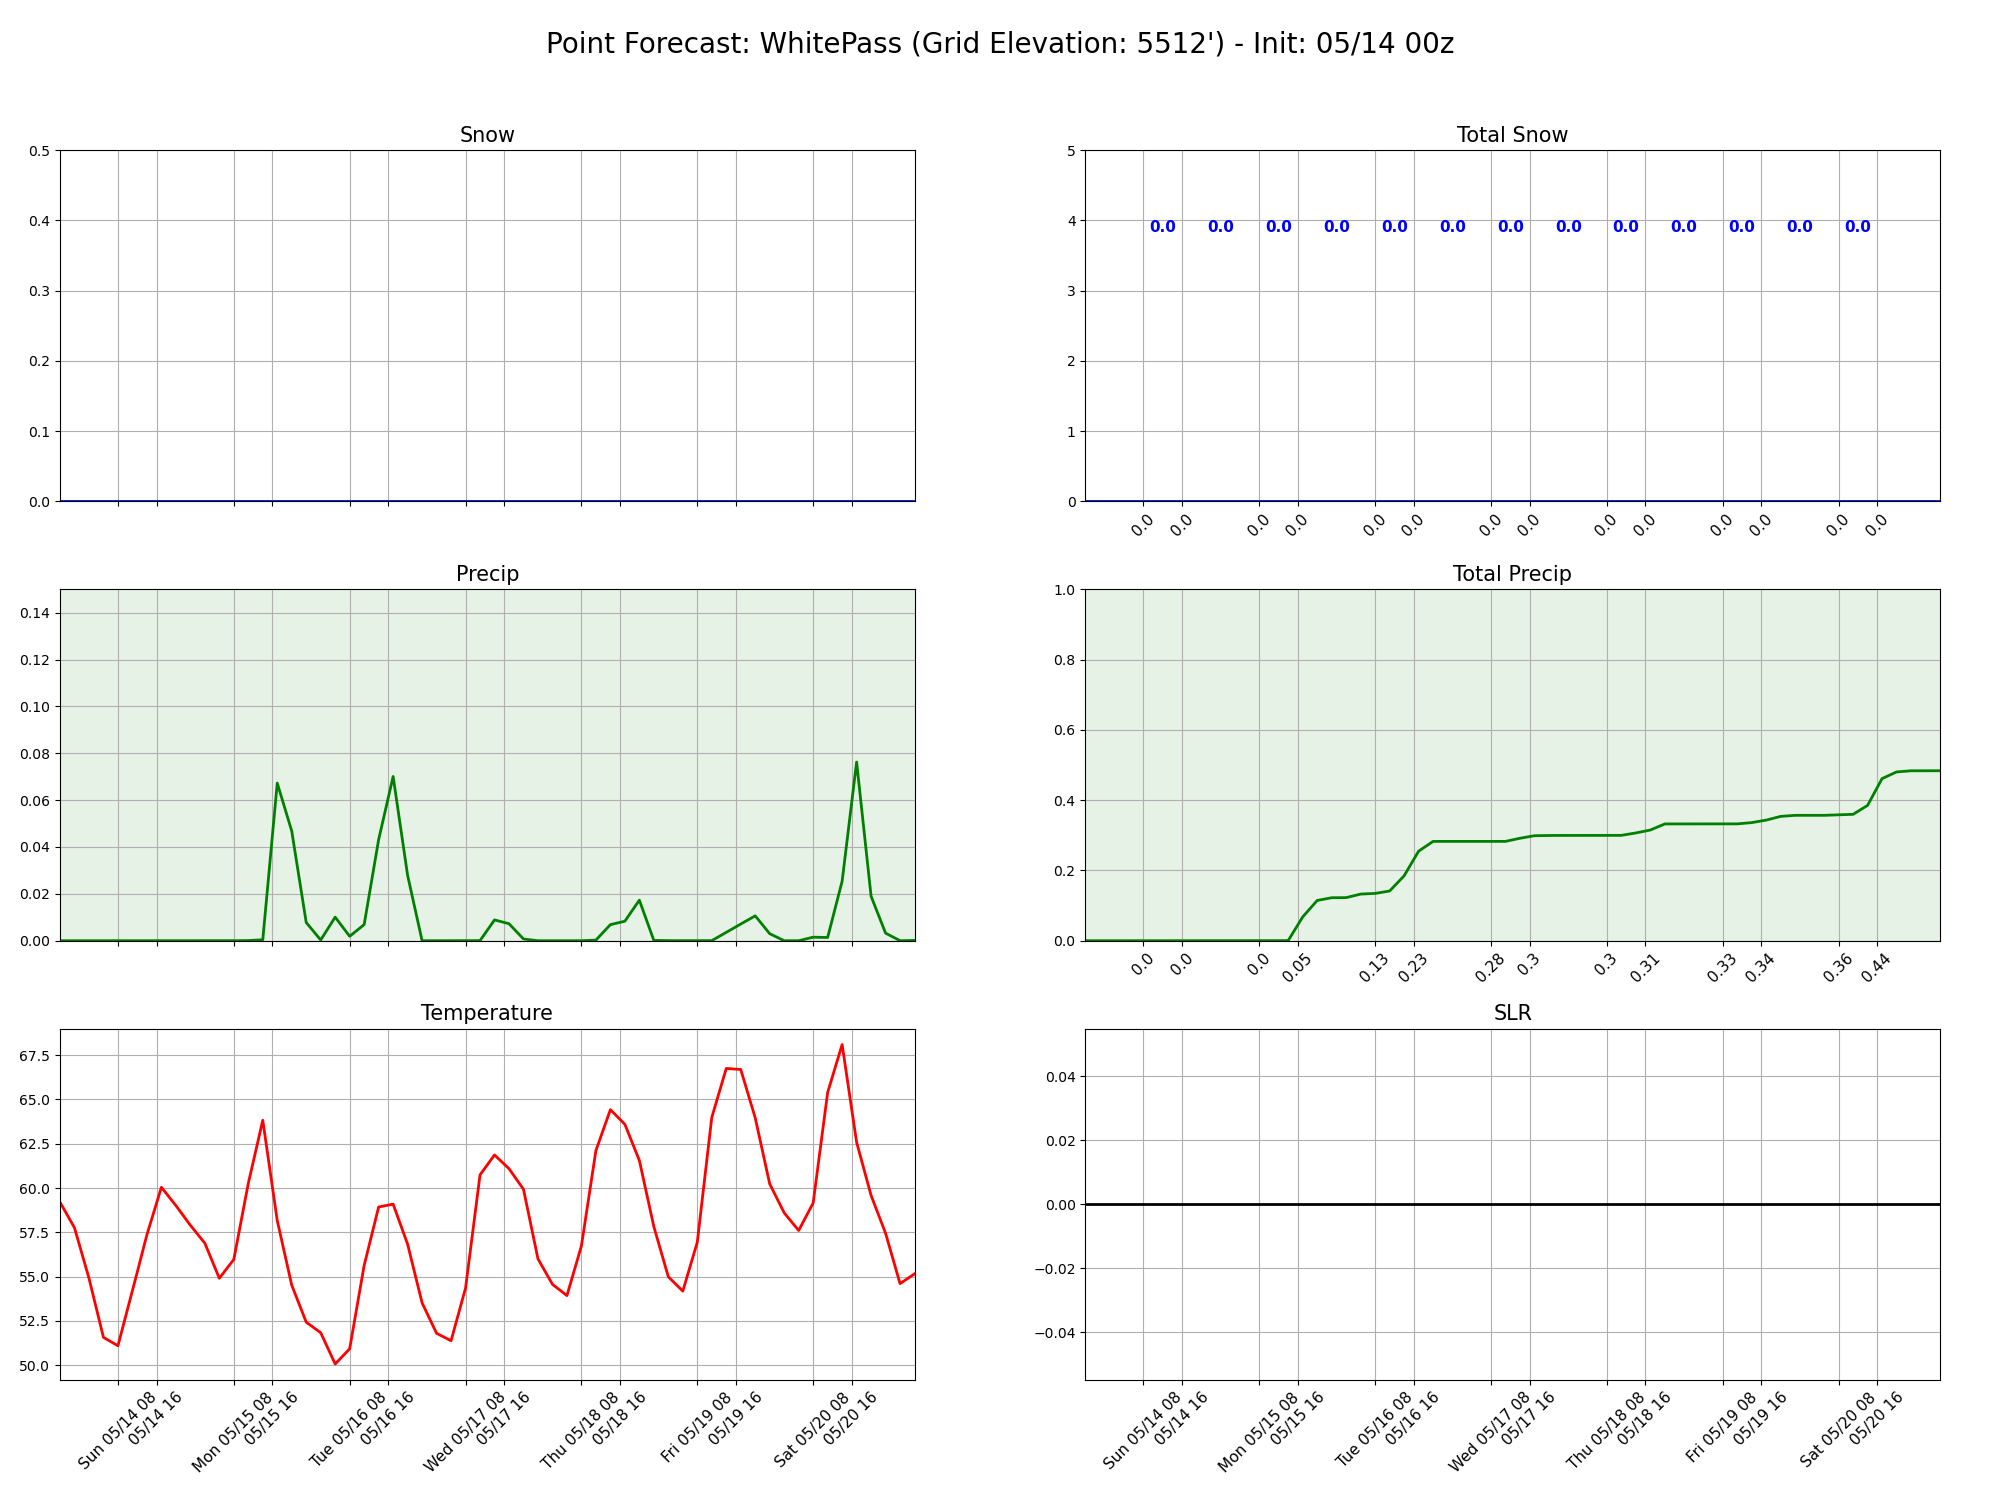 Point Forecast: WhitePass (Grid Elevation: 5512') - Init: 05/14 00z
Snow
0.5
0.4
0.3
0.2
0.1
0.0
Total Snow
5
4
3
2
1
0
0.0 0.0 0.0 0.0 0.0 0.0 0.0 0.0 0.0 0.0 0.0 0.0 0.0
0.0 0.0 0.0 0.0 0.0 0.0 0.0 0.0 0.0 0.0 0.0 0.0 0.0 0.0
Precip
0.14
0.12
0.10
0.08
0.06
0.04
0.02
0.00
Total Precip
1.0
0.8
0.6
0.4
0.2
0.0
0.0 0.0 0.0 0.05 0.13 0.23 0.28 0.3 0.3 0.31 0.33 0.34 0.36 0.44
Temperature
67.5
65.0
62.5
60.0
57.5
55.0
52.5
50.0
Sun 05/14 08
05/14 16
Mon 05/15 08
05/15 16
Tue 05/16 08
05/16 16
Wed 05/17 08
05/17 16
Thu 05/18 08
05/18 16
Fri 05/19 08
05/19 16
Sat 05/20 08
05/20 16
SLR
0.04
0.02
0.00
−0.02
−0.04
Sun 05/14 08
05/14 16
Mon 05/15 08
05/15 16
Tue 05/16 08
05/16 16
Wed 05/17 08
05/17 16
Thu 05/18 08
05/18 16
Fri 05/19 08
05/19 16
Sat 05/20 08
05/20 16